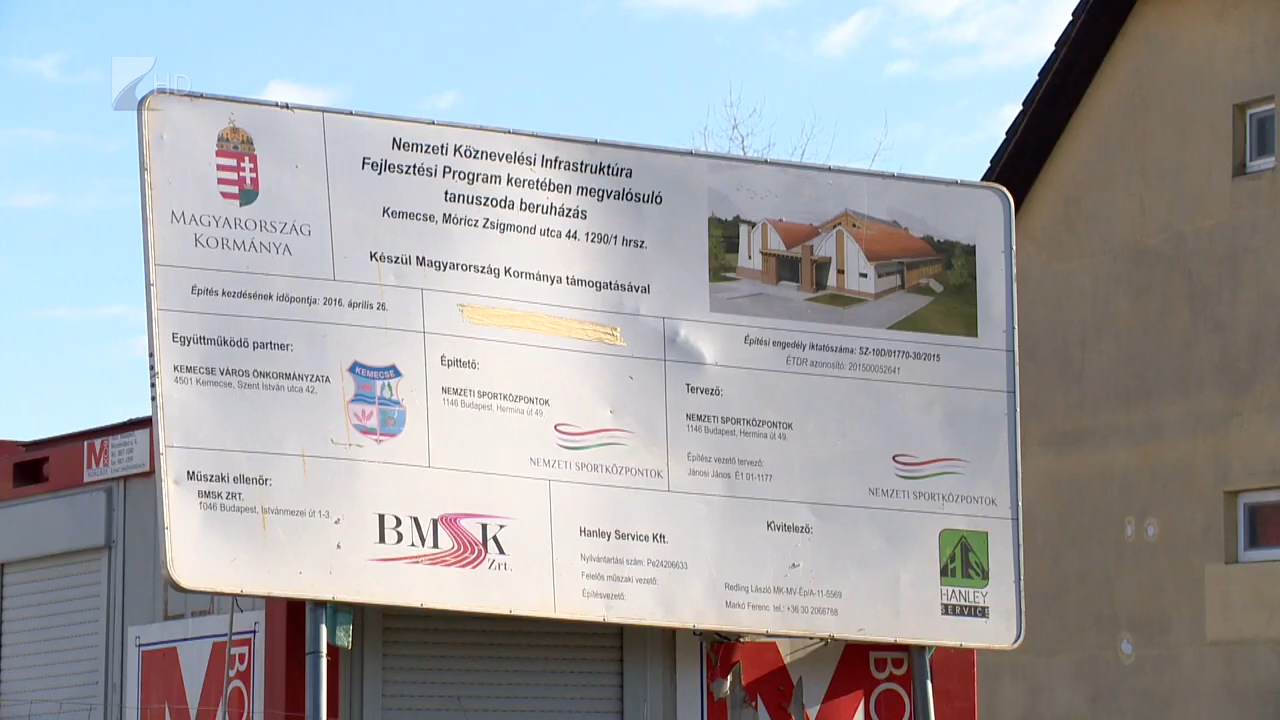 HD
MAGYARORSZÁG
KORMÁNYA
Nemzeti Köznevelési Infrastruktúra
Fejlesztési Program keretében megvalósuló
tanuszoda beruházás
Kemecse, Móricz Zsigmond utca 44. 1290/1 hrsz.
Készül Magyarország Kormánya támogatásával
Építés kezdésének időpontja: 2016. április 26.
Építési engedély iktatószáma: SZ-10D/01770-30/2015
ÉTDR azonosító: 201500052641
Együttműködő partner:
KEMECSE VÁROS ÖNKORMÁNYZATA
4501 Kemecse, Szent István utca 42.
KEMECSE
Építtető:
NEMZETI SPORTKÖZPONTOK
1146 Budapest, Hermina út 49.
NEMZETI SPORTKÖZPONTOK
Tervező:
NEMZETI SPORTKÖZPONTOK
1146 Budapest, Hermina út 49.
Építész vezető tervező:
Jánosi János É1 01-1177
NEMZETI SPORTKÖZPONTOK
Műszaki ellenőr:
BMSK ZRT.
1046 Budapest, Istvánmezei út 1-3.
BMSK
Zrt.
Kivitelező:
Hanley Service Kft.
Nyilvántartási szám: Pe24206633
Felelős műszaki vezető: Redling László MK-MV-Ép/A-11-5569
Építésvezető: Markó Ferenc tel.: +36 30 2066788
HS
HANLEY
SERVICE
M
M
BO
M
BO